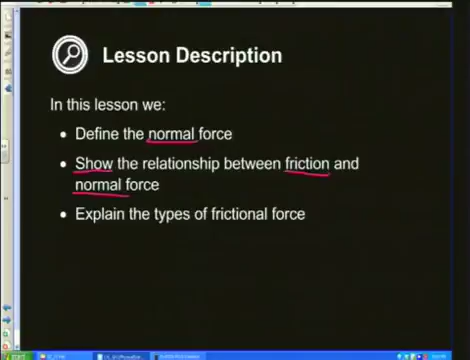 Lesson Description
In this lesson we:
• Define the normal force
• Show the relationship between friction and
normal force
• Explain the types of frictional force